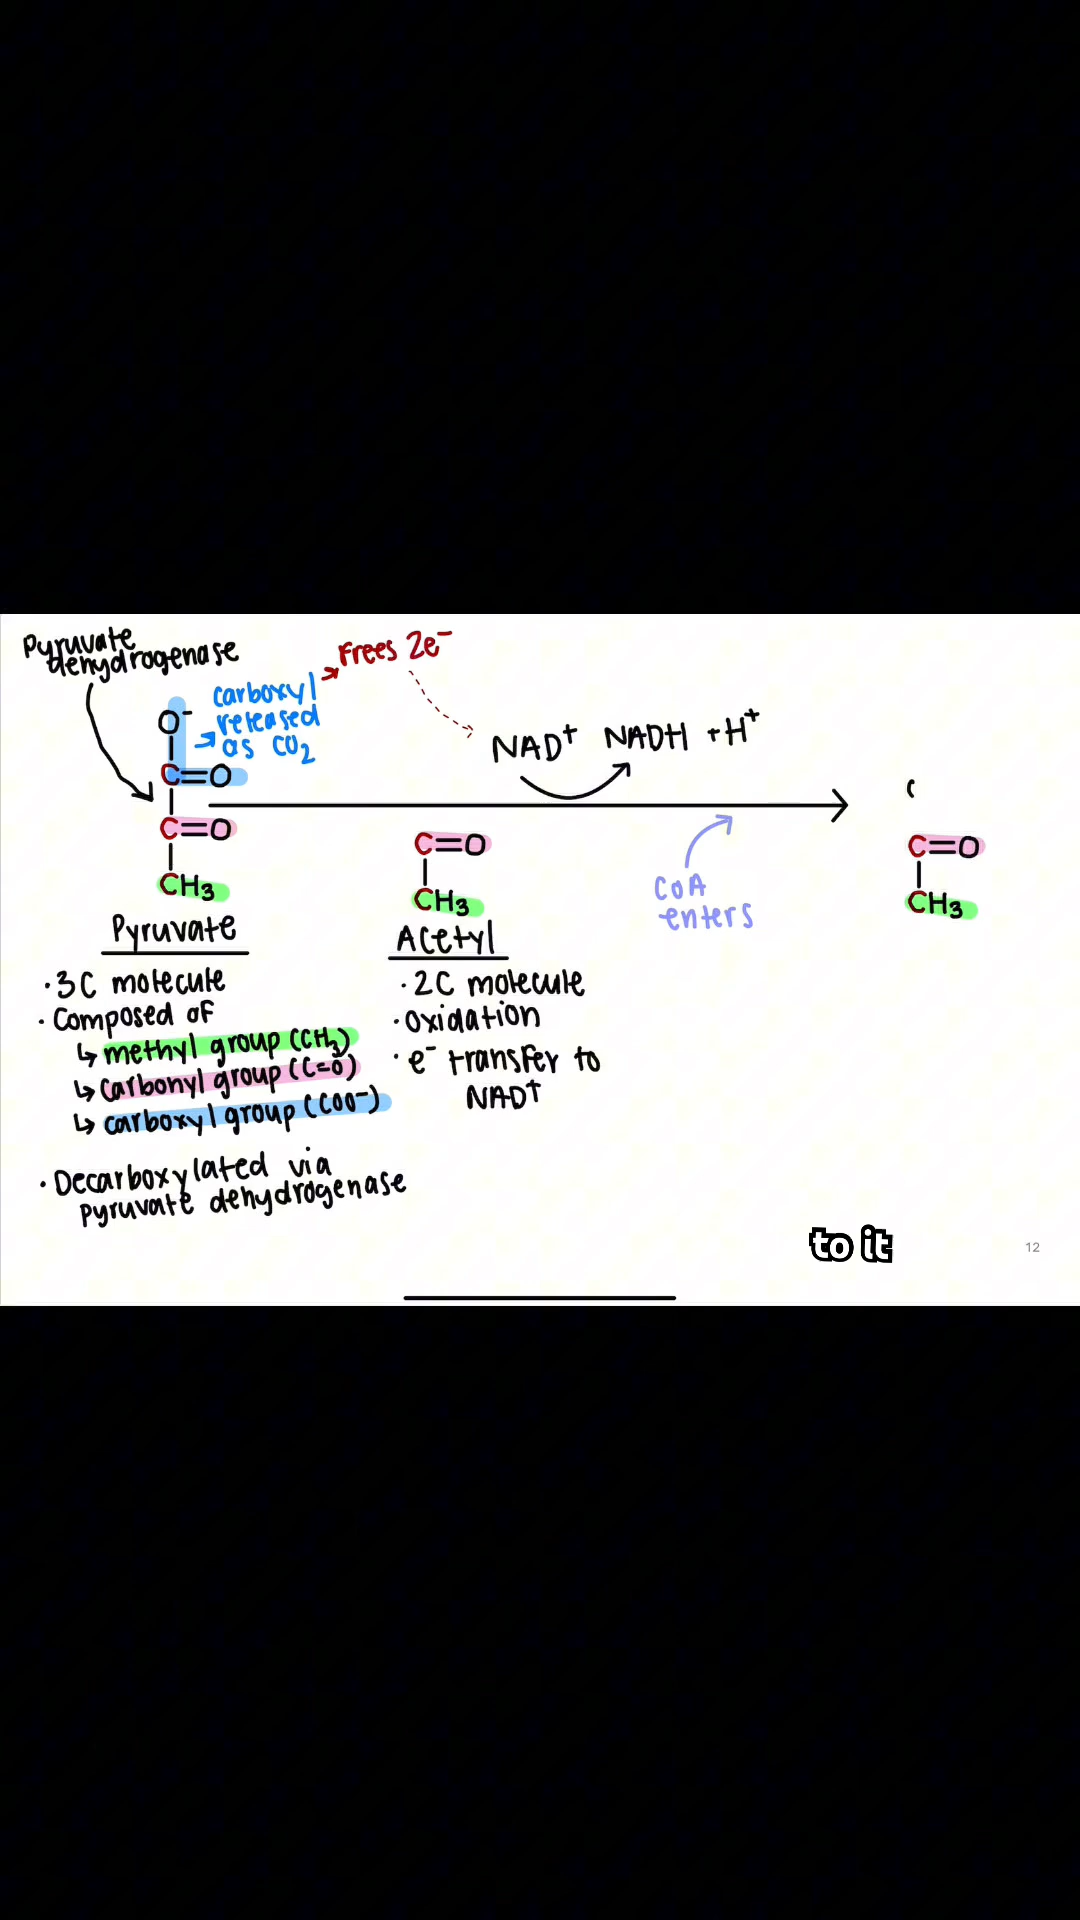 Pyruvate
dehydrogenase
Frees 2e⁻
carboxyl
released
as CO₂
O⁻
C=O
C=O
CH₃
NAD⁺ NADH + H⁺
C=O
CH₃
CoA
enters
C=O
CH₃
Pyruvate
· 3C molecule
· Composed of
↳ methyl group (CH₃)
↳ carbonyl group (C=O)
↳ carboxyl group (COO⁻)
· Decarboxylated via
pyruvate dehydrogenase
Acetyl
· 2C molecule
· oxidation
· e⁻ transfer to
NAD⁺
to it
12